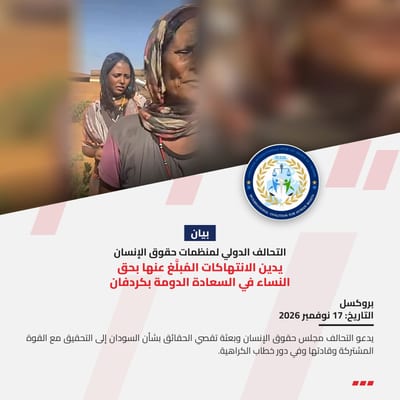 بيان
التحالف الدولي لمنظمات حقوق الإنسان
يدين الانتهاكات المُبلَّغ عنها بحق
النساء في السعادة الدومة بكردفان
بروكسل
التاريخ: 17 نوفمبر 2026
يدعو التحالف مجلس حقوق الإنسان وبعثة تقصي الحقائق بشأن السودان إلى التحقيق مع القوة
المشتركة وقادتها وفي دور خطاب الكراهية.